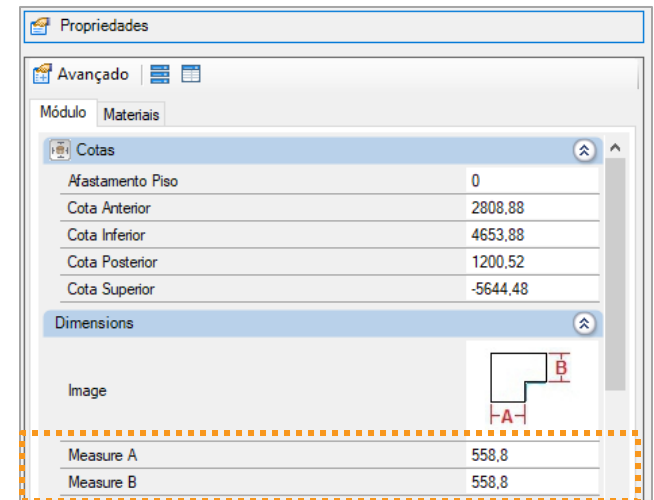 Propriedades
Avançado
Módulo Materiais
Cotas
Afastamento Piso 0
Cota Anterior 2808,88
Cota Inferior 4653,88
Cota Posterior 1200,52
Cota Superior -5644,48
Dimensions
B
Image
A
Measure A 558,8
Measure B 558,8